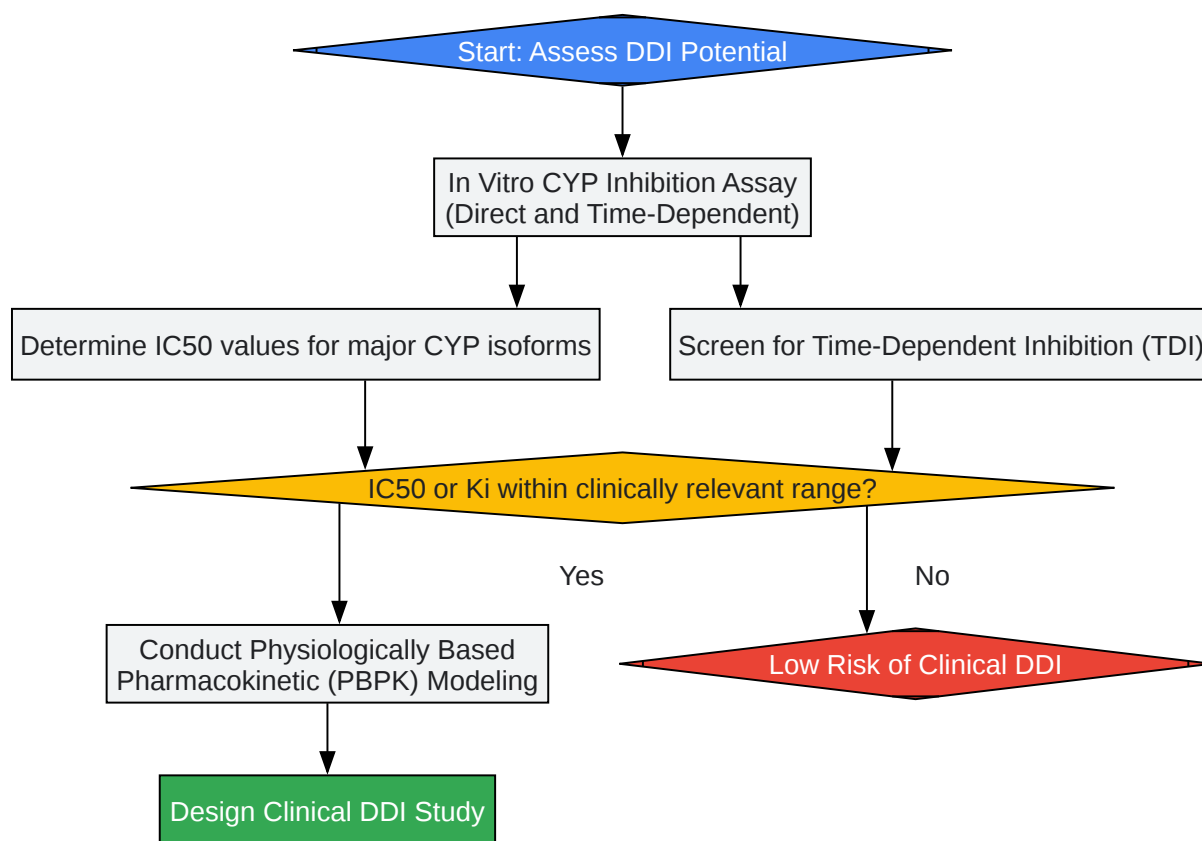 Start: Assess DDI Potential
In Vitro CYP Inhibition Assay
(Direct and Time-Dependent)
Determine IC50 values for major CYP isoforms
Screen for Time-Dependent Inhibition (TDI)
IC50 or Ki within clinically relevant range?
Yes
No
Conduct Physiologically Based
Pharmacokinetic (PBPK) Modeling
Low Risk of Clinical DDI
Design Clinical DDI Study